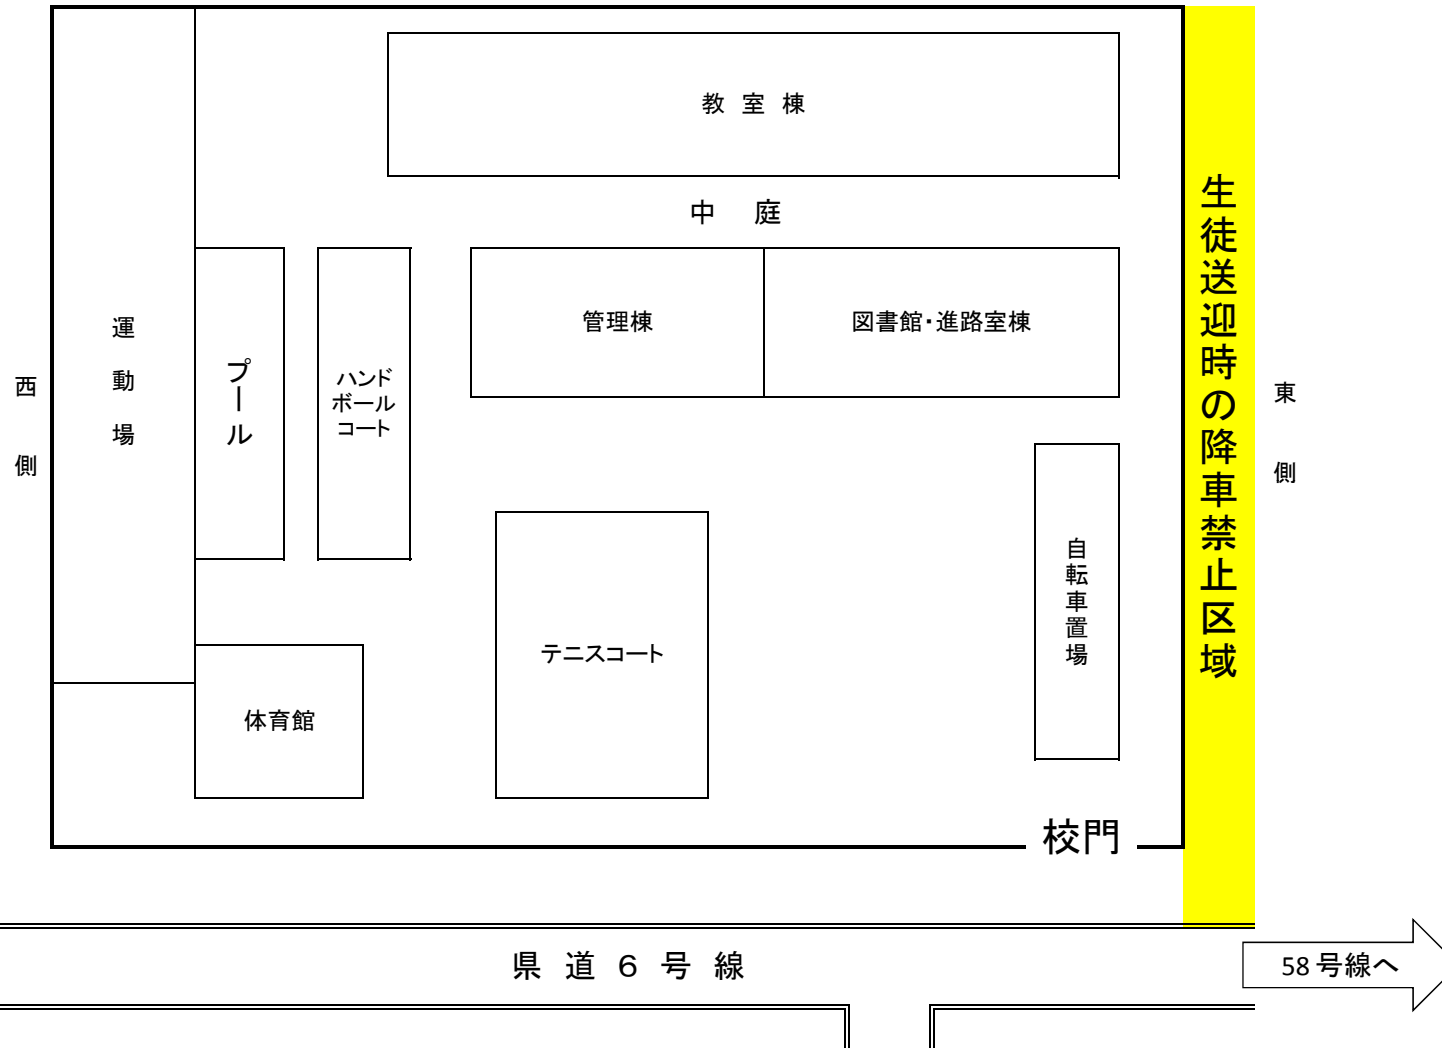 教室棟
中庭
管理棟
図書館・進路室棟
運動場
プール
ハンド
ボール
コート
西側
東側
生徒送迎時の降車禁止区域
自転車置場
テニスコート
体育館
校門
県道６号線
58号線へ